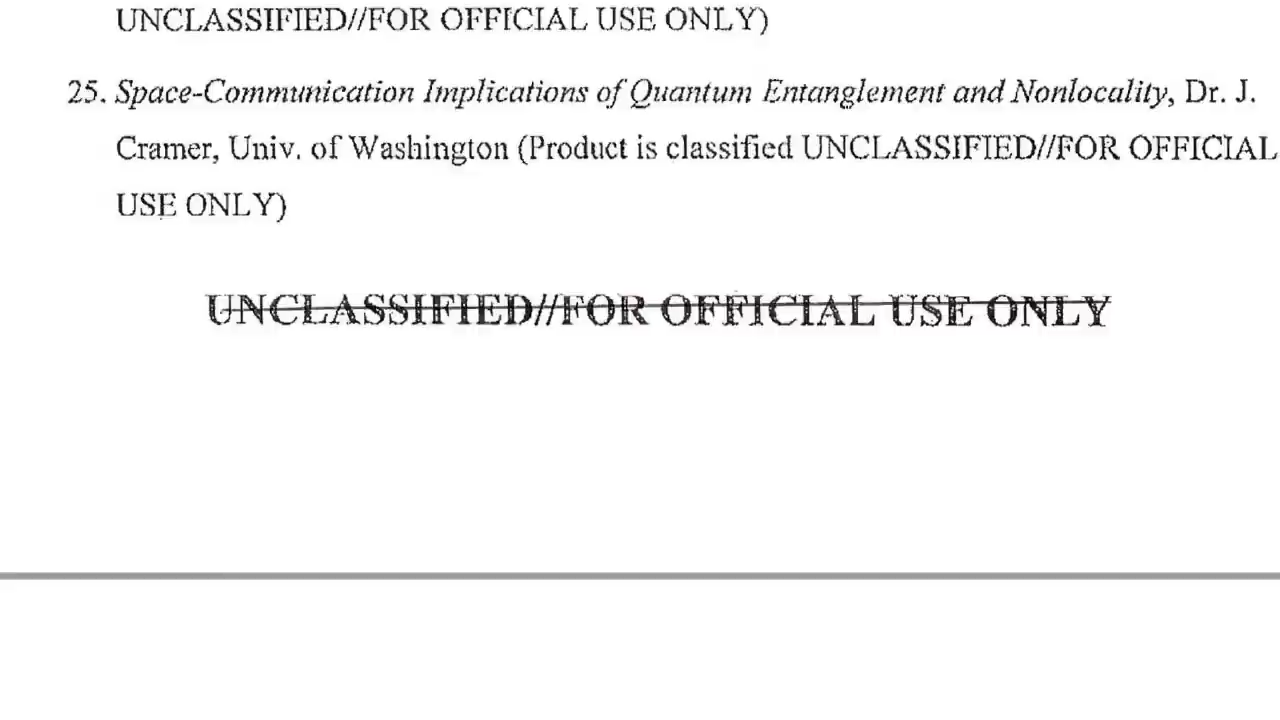 UNCLASSIFIED//FOR OFFICIAL USE ONLY)
25. Space-Communication Implications of Quantum Entanglement and Nonlocality, Dr. J.
Cramer, Univ. of Washington (Product is classified UNCLASSIFIED//FOR OFFICIAL
USE ONLY)
UNCLASSIFIED//FOR OFFICIAL USE ONLY